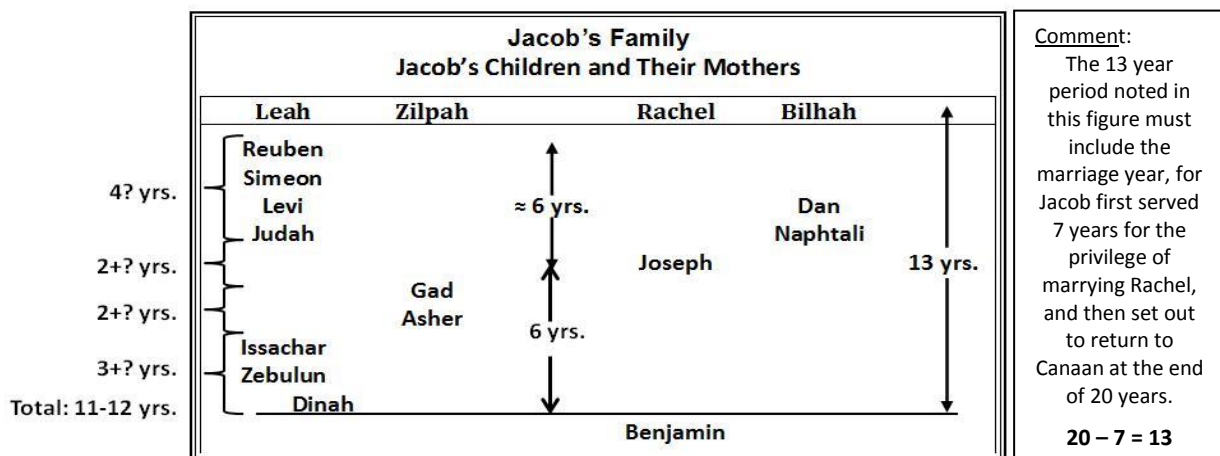 Jacob's Family
Jacob's Children and Their Mothers
Leah Zilpah Rachel Bilhah
Reuben
Simeon
4? yrs. Levi ≈ 6 yrs. Dan
Judah Naphtali
2+? yrs. Joseph 13 yrs.
Gad
2+? yrs. Asher 6 yrs.
Issachar
3+? yrs. Zebulun
Total: 11-12 yrs. Dinah
Benjamin
Comment:
The 13 year
period noted in
this figure must
include the
marriage year, for
Jacob first served
7 years for the
privilege of
marrying Rachel,
and then set out
to return to
Canaan at the end
of 20 years.
20 – 7 = 13